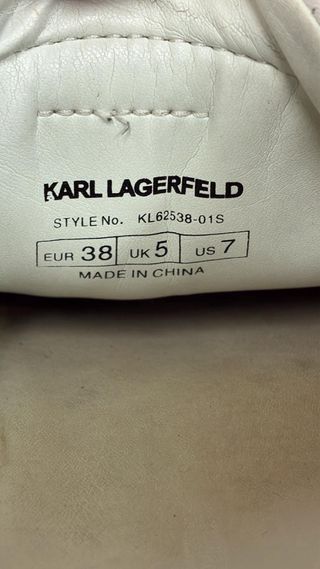 KARL LAGERFELD
STYLE No. KL62538-01S
EUR 38 UK 5 US 7
MADE IN CHINA